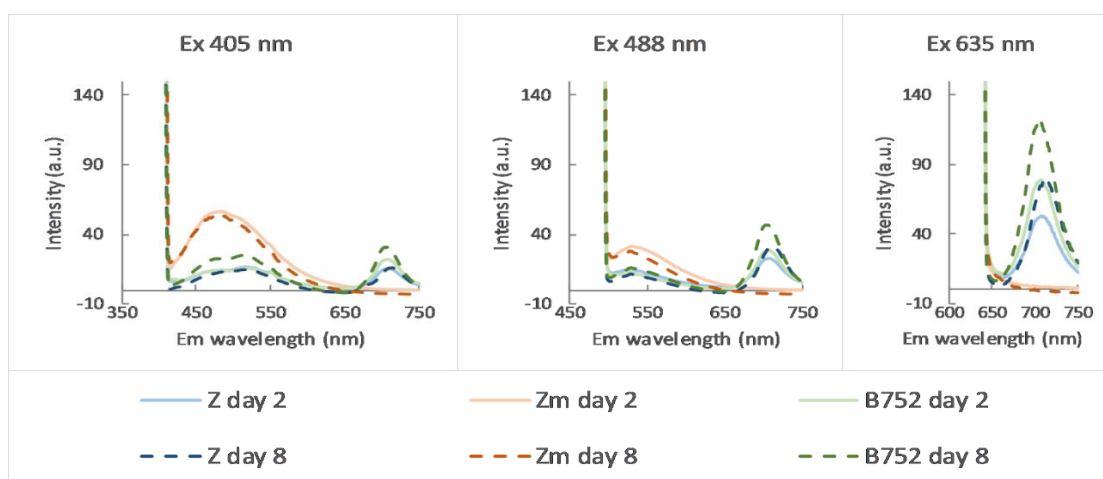 Ex 405 nm
Ex 488 nm
Ex 635 nm
Intensity (a.u.)
140
90
40
-10
350
450
550
650
750
Em wavelength (nm)
Intensity (a.u.)
140
90
40
-10
450
550
650
750
Em wavelength (nm)
Intensity (a.u.)
140
90
40
-10
600
650
700
750
Em wavelength (nm)
Z day 2
Zm day 2
B752 day 2
Z day 8
Zm day 8
B752 day 8